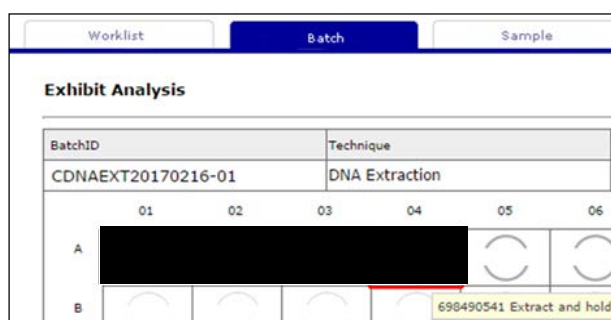 Worklist Batch Sample
Exhibit Analysis
BatchID Technique
CDNAEXT20170216-01 DNA Extraction
01 02 03 04 05 06
A
B 698490541 Extract and hold